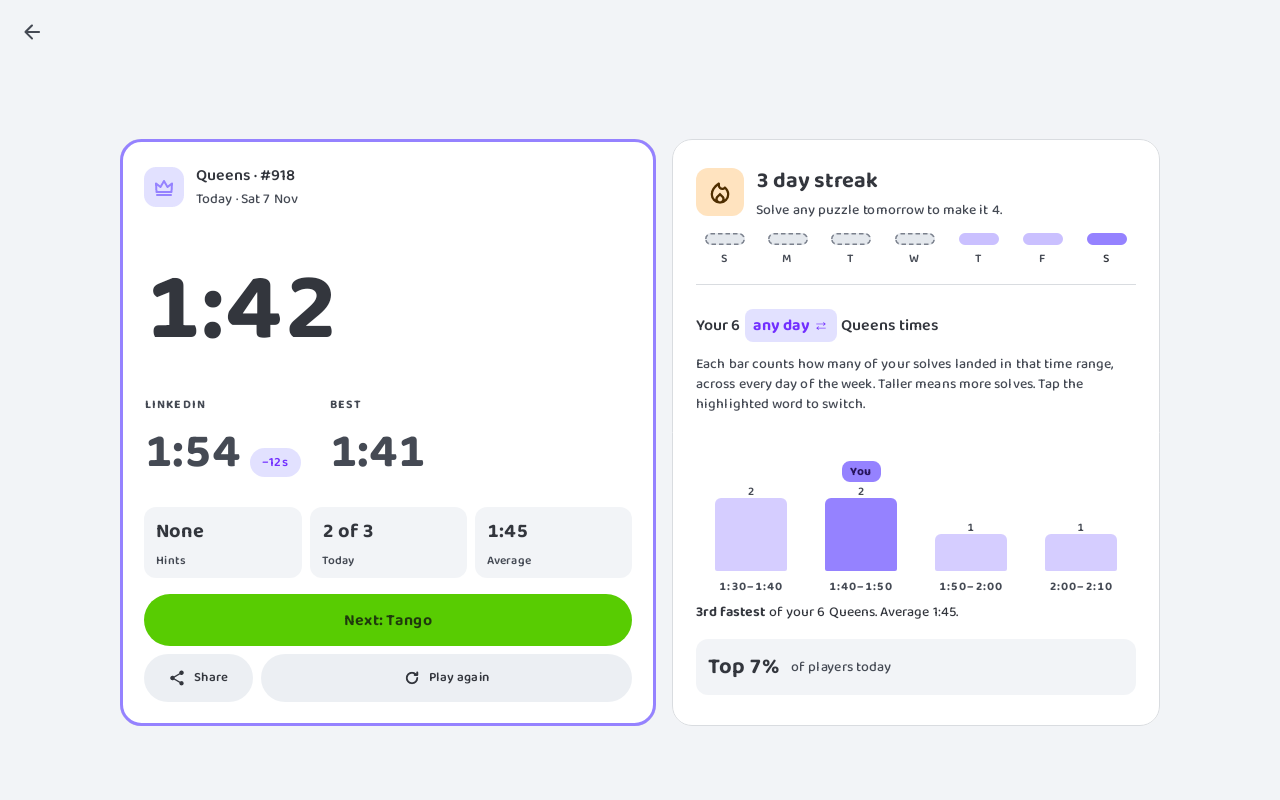 Queens · #918
Today · Sat 7 Nov
1:42
LINKEDIN
BEST
1:54
−12s
1:41
None
Hints
2 of 3
Today
1:45
Average
Next: Tango
Share
Play again
3 day streak
Solve any puzzle tomorrow to make it 4.
S M T W T F S
Your 6 any day Queens times
Each bar counts how many of your solves landed in that time range,
across every day of the week. Taller means more solves. Tap the
highlighted word to switch.
You
2 2 1 1
1:30–1:40 1:40–1:50 1:50–2:00 2:00–2:10
3rd fastest of your 6 Queens. Average 1:45.
Top 7% of players today